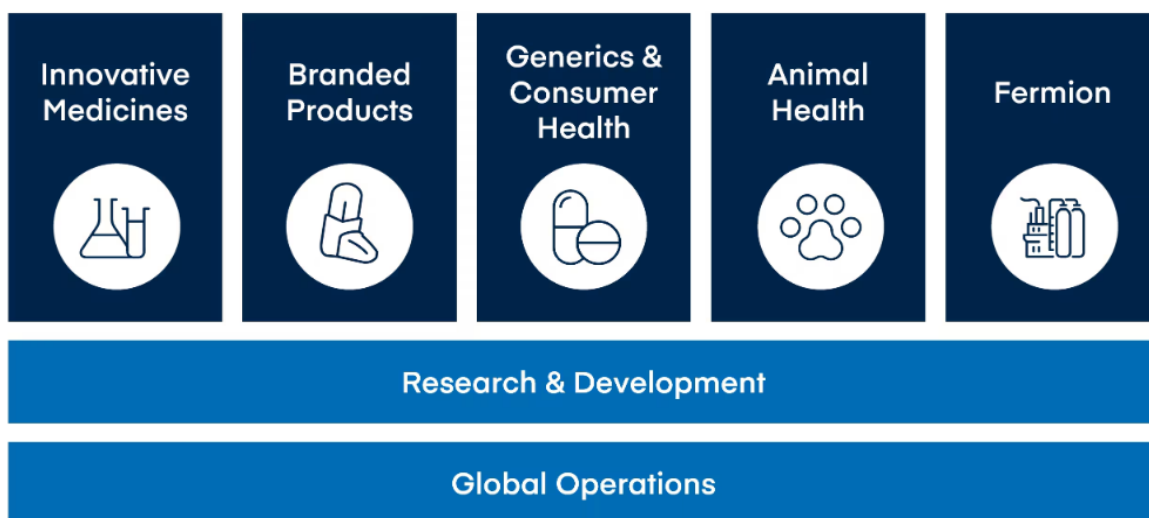 Innovative
Medicines
Branded
Products
Generics &
Consumer
Health
Animal
Health
Fermion
Research & Development
Global Operations